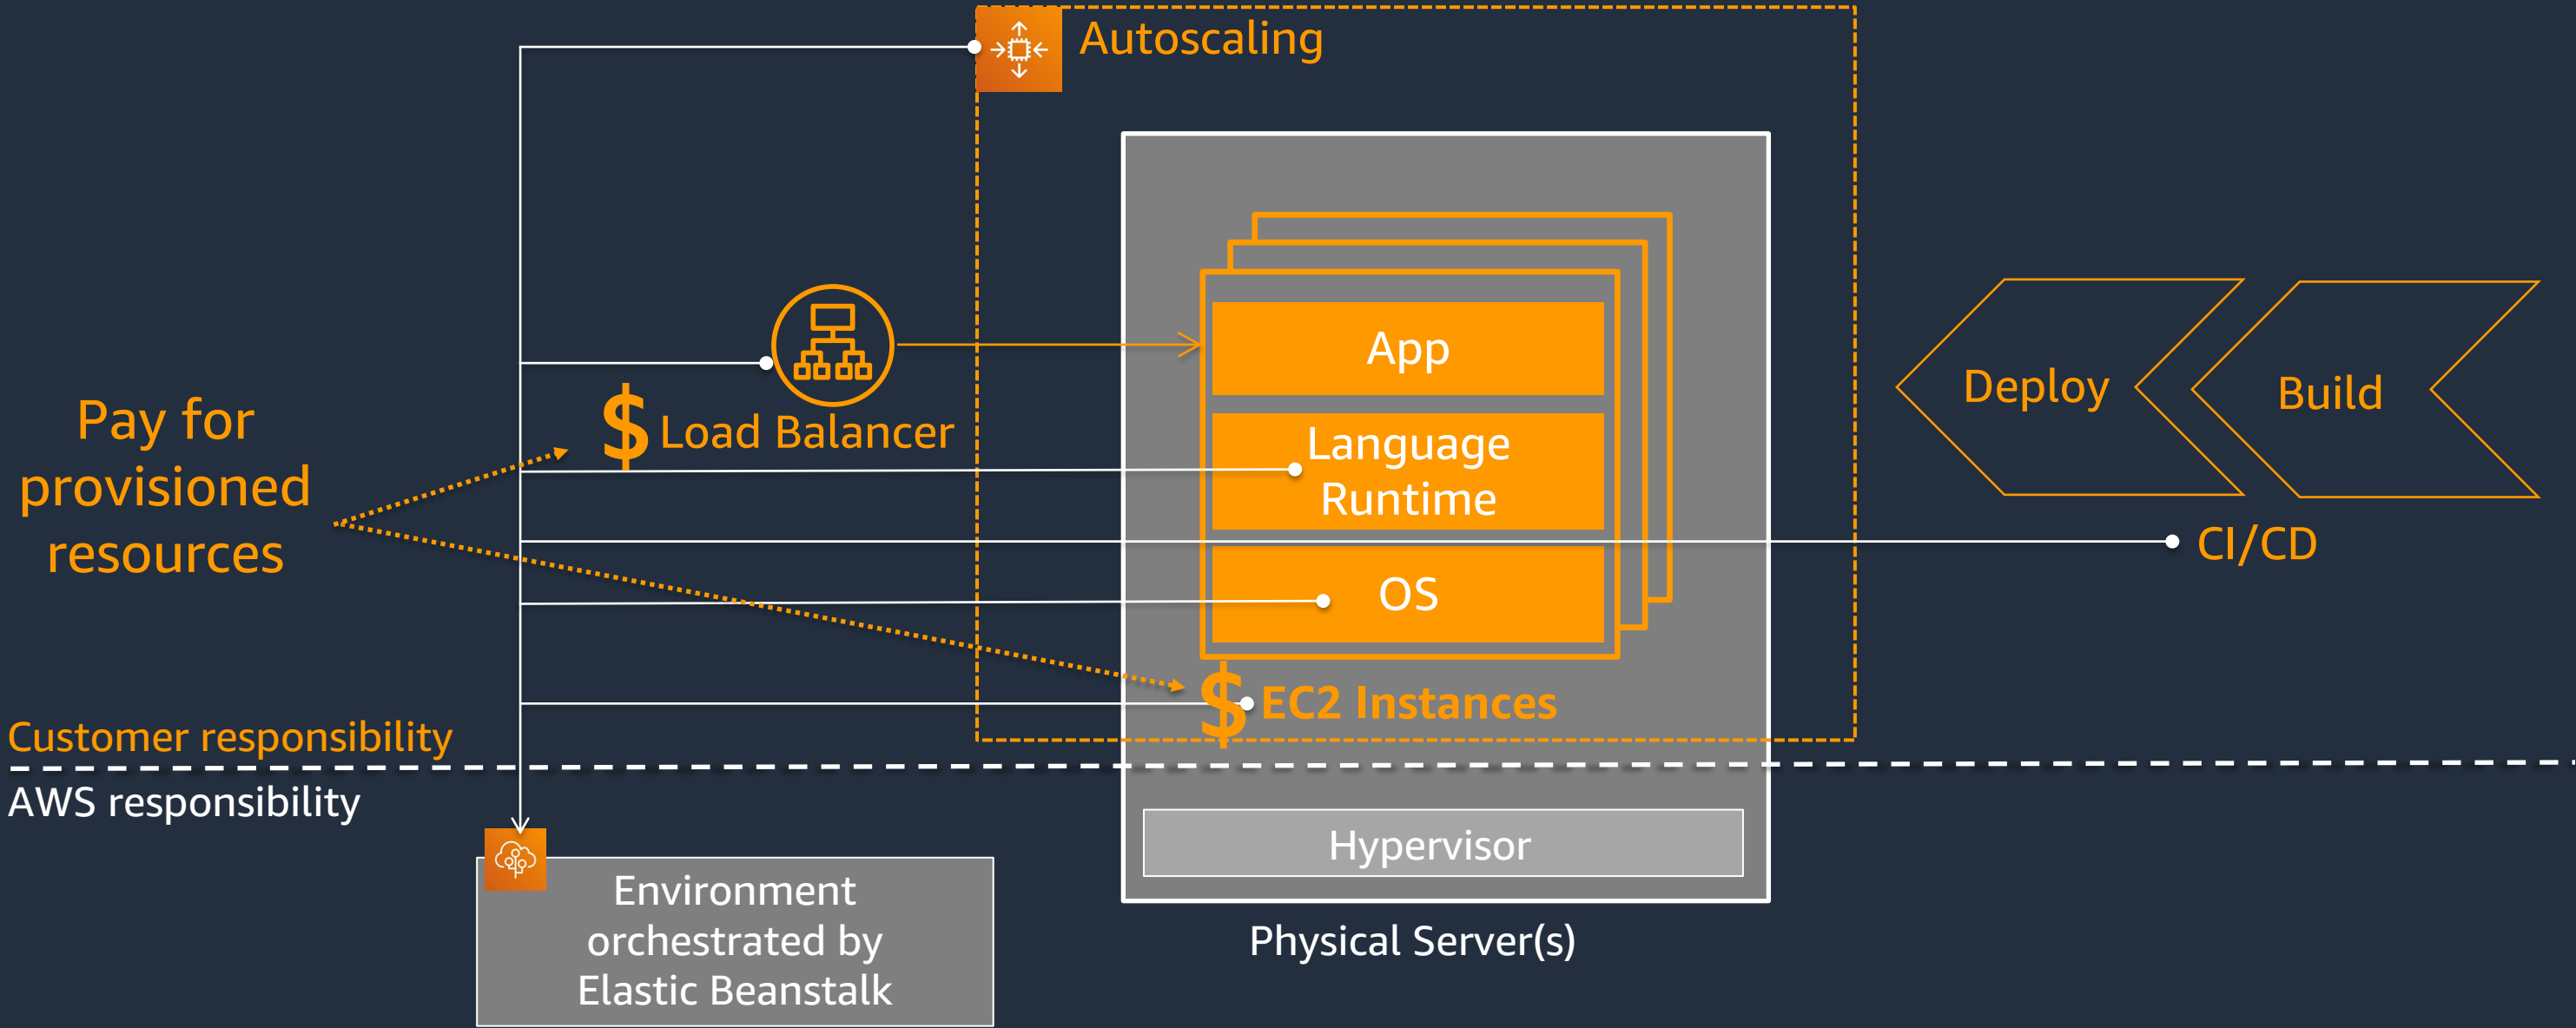 Autoscaling
App
Language
Runtime
OS
$ EC2 Instances
$ Load Balancer
Pay for
provisioned
resources
Deploy
Build
CI/CD
Customer responsibility
AWS responsibility
Hypervisor
Physical Server(s)
Environment
orchestrated by
Elastic Beanstalk